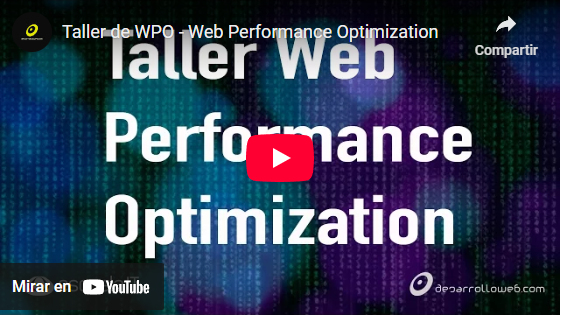 Taller de WPO - Web Performance Optimization
Compartir
Taller Web
Performance
Optimization
Mirar en YouTube
desarrolloweb.com